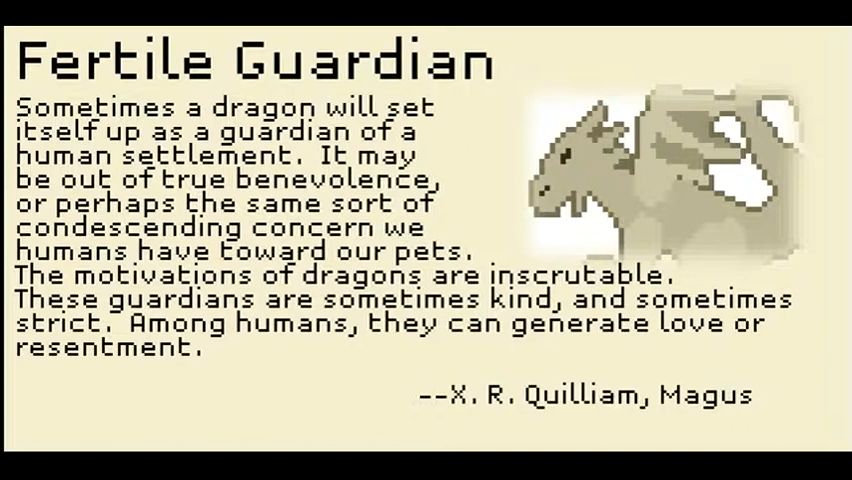 Fertile Guardian
Sometimes a dragon will set
itself up as a guardian of a
human settlement. It may
be out of true benevolence,
or perhaps the same sort of
condescending concern we
humans have toward our pets.
The motivations of dragons are inscrutable.
These guardians are sometimes kind, and sometimes
strict. Among humans, they can generate love or
resentment.
--X. R. Quilliam, Magus